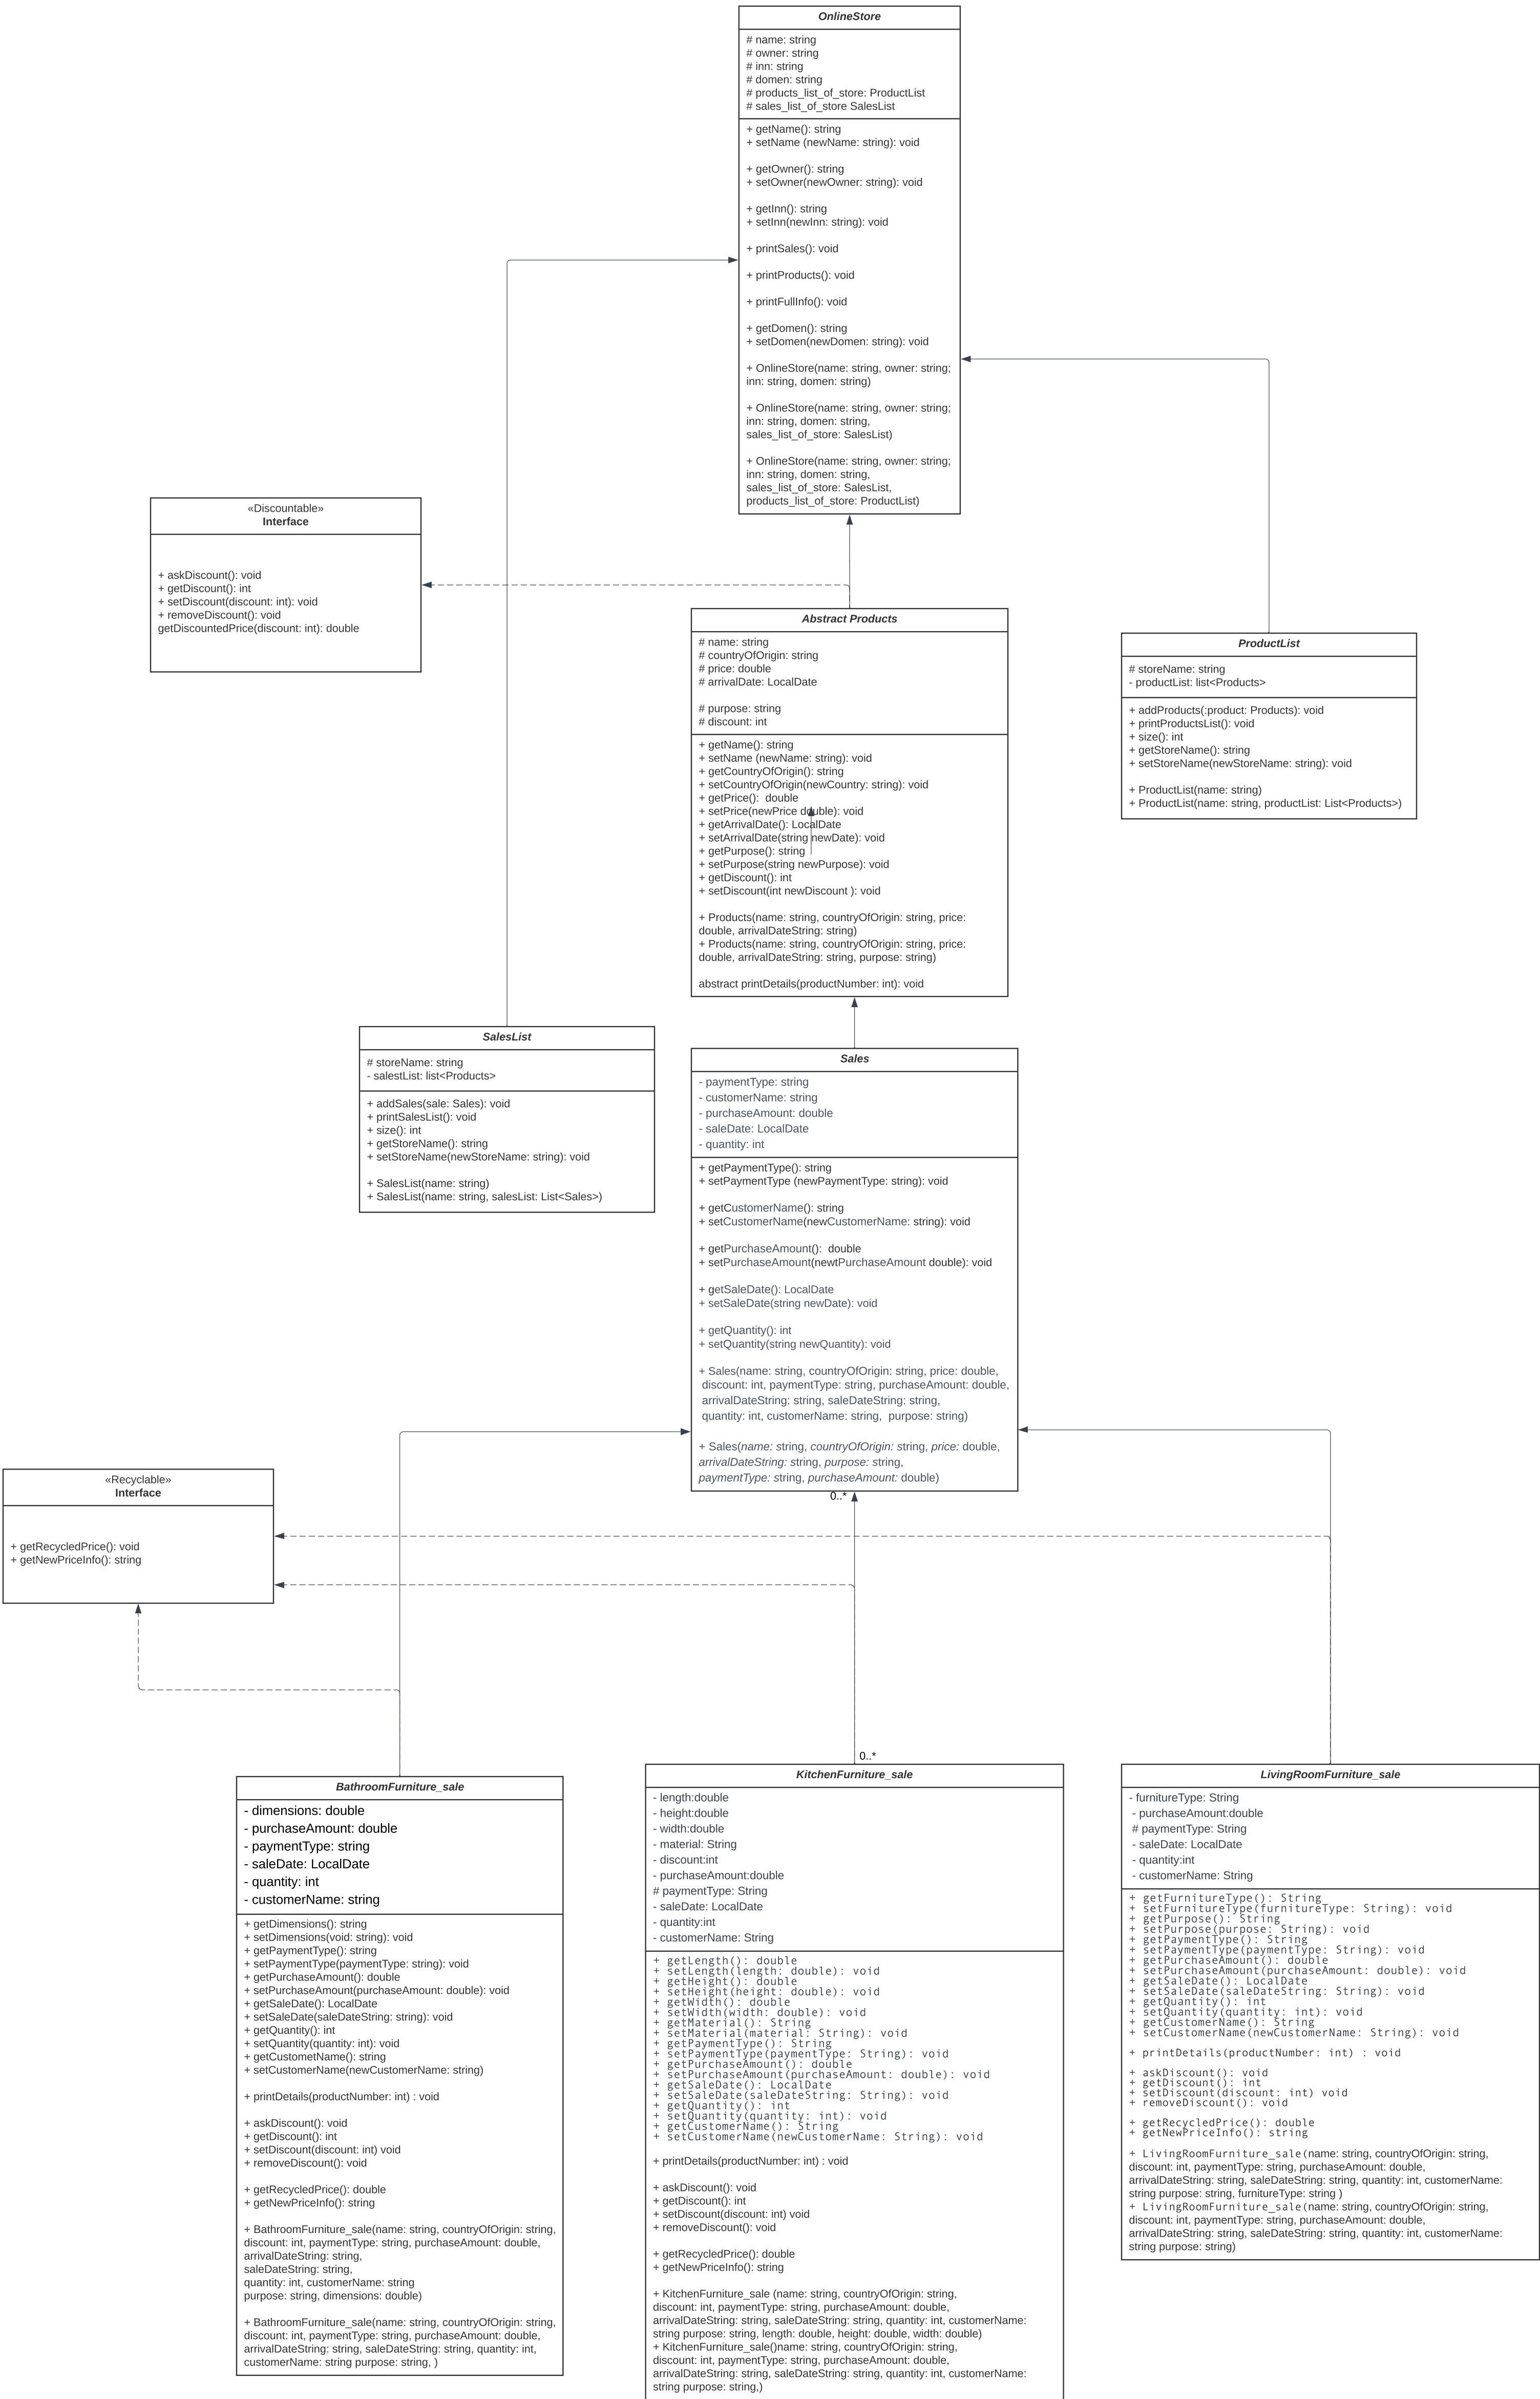 OnlineStore
# name: string
# owner: string
# inn: string
# domen: string
# products_list_of_store: ProductList
# sales_list_of_store SalesList
+ getName(): string
+ setName (newName: string): void
+ getOwner(): string
+ setOwner(newOwner: string): void
+ getInn(): string
+ setInn(newInn: string): void
+ printSales(): void
+ printProducts(): void
+ printFullInfo(): void
+ getDomen(): string
+ setDomen(newDomen: string): void
+ OnlineStore(name: string, owner: string;
inn: string, domen: string)
+ OnlineStore(name: string, owner: string;
inn: string, domen: string,
sales_list_of_store: SalesList)
+ OnlineStore(name: string, owner: string;
inn: string, domen: string,
sales_list_of_store: SalesList,
products_list_of_store: ProductList)
«Discountable»
Interface
+ askDiscount(): void
+ getDiscount(): int
+ setDiscount(discount: int): void
+ removeDiscount(): void
getDiscountedPrice(discount: int): double
Abstract Products
# name: string
# countryOfOrigin: string
# price: double
# arrivalDate: LocalDate
# purpose: string
# discount: int
+ getName(): string
+ setName (newName: string): void
+ getCountryOfOrigin(): string
+ setCountryOfOrigin(newCountry: string): void
+ getPrice():  double
+ setPrice(newPrice double): void
+ getArrivalDate(): LocalDate
+ setArrivalDate(string newDate): void
+ getPurpose(): string
+ setPurpose(string newPurpose): void
+ getDiscount(): int
+ setDiscount(int newDiscount ): void
+ Products(name: string, countryOfOrigin: string, price:
double, arrivalDateString: string)
+ Products(name: string, countryOfOrigin: string, price:
double, arrivalDateString: string, purpose: string)
abstract printDetails(productNumber: int): void
ProductList
# storeName: string
- productList: list<Products>
+ addProducts(:product: Products): void
+ printProductsList(): void
+ size(): int
+ getStoreName(): string
+ setStoreName(newStoreName: string): void
+ ProductList(name: string)
+ ProductList(name: string, productList: List<Products>)
SalesList
# storeName: string
- salestList: list<Products>
+ addSales(sale: Sales): void
+ printSalesList(): void
+ size(): int
+ getStoreName(): string
+ setStoreName(newStoreName: string): void
+ SalesList(name: string)
+ SalesList(name: string, salesList: List<Sales>)
Sales
- paymentType: string
- customerName: string
- purchaseAmount: double
- saleDate: LocalDate
- quantity: int
+ getPaymentType(): string
+ setPaymentType (newPaymentType: string): void
+ getCustomerName(): string
+ setCustomerName(newCustomerName: string): void
+ getPurchaseAmount():  double
+ setPurchaseAmount(newtPurchaseAmount double): void
+ getSaleDate(): LocalDate
+ setSaleDate(string newDate): void
+ getQuantity(): int
+ setQuantity(string newQuantity): void
+ Sales(name: string, countryOfOrigin: string, price: double,
discount: int, paymentType: string, purchaseAmount: double,
arrivalDateString: string, saleDateString: string,
quantity: int, customerName: string,  purpose: string)
+ Sales(name: string, countryOfOrigin: string, price: double,
arrivalDateString: string, purpose: string,
paymentType: string, purchaseAmount: double)
0..*
«Recyclable»
Interface
+ getRecycledPrice(): void
+ getNewPriceInfo(): string
0..*
BathroomFurniture_sale
- dimensions: double
- purchaseAmount: double
- paymentType: string
- saleDate: LocalDate
- quantity: int
- customerName: string
+ getDimensions(): string
+ setDimensions(void: string): void
+ getPaymentType(): string
+ setPaymentType(paymentType: string): void
+ getPurchaseAmount(): double
+ setPurchaseAmount(purchaseAmount: double): void
+ getSaleDate(): LocalDate
+ setSaleDate(saleDateString: string): void
+ getQuantity(): int
+ setQuantity(quantity: int): void
+ getCustometName(): string
+ setCustomerName(newCustomerName: string)
+ printDetails(productNumber: int) : void
+ askDiscount(): void
+ getDiscount(): int
+ setDiscount(discount: int) void
+ removeDiscount(): void
+ getRecycledPrice(): double
+ getNewPriceInfo(): string
+ BathroomFurniture_sale(name: string, countryOfOrigin: string,
discount: int, paymentType: string, purchaseAmount: double,
arrivalDateString: string,
saleDateString: string,
quantity: int, customerName: string
purpose: string, dimensions: double)
+ BathroomFurniture_sale(name: string, countryOfOrigin: string,
discount: int, paymentType: string, purchaseAmount: double,
arrivalDateString: string, saleDateString: string, quantity: int,
customerName: string purpose: string, )
KitchenFurniture_sale
- length:double
- height:double
- width:double
- material: String
- discount:int
- purchaseAmount:double
# paymentType: String
- saleDate: LocalDate
- quantity:int
- customerName: String
+ getLength(): double
+ setLength(length: double): void
+ getHeight(): double
+ setHeight(height: double): void
+ getWidth(): double
+ setWidth(width: double): void
+ getMaterial(): String
+ setMaterial(material: String): void
+ getPaymentType(): String
+ setPaymentType(paymentType: String): void
+ getPurchaseAmount(): double
+ setPurchaseAmount(purchaseAmount: double): void
+ getSaleDate(): LocalDate
+ setSaleDate(saleDateString: String): void
+ getQuantity(): int
+ setQuantity(quantity: int): void
+ getCustomerName(): String
+ setCustomerName(newCustomerName: String): void
+ printDetails(productNumber: int) : void
+ askDiscount(): void
+ getDiscount(): int
+ setDiscount(discount: int) void
+ removeDiscount(): void
+ getRecycledPrice(): double
+ getNewPriceInfo(): string
+ KitchenFurniture_sale (name: string, countryOfOrigin: string,
discount: int, paymentType: string, purchaseAmount: double,
arrivalDateString: string, saleDateString: string, quantity: int, customerName:
string purpose: string, length: double, height: double, width: double)
+ KitchenFurniture_sale()name: string, countryOfOrigin: string,
discount: int, paymentType: string, purchaseAmount: double,
arrivalDateString: string, saleDateString: string, quantity: int, customerName:
string purpose: string,)
LivingRoomFurniture_sale
- furnitureType: String
- purchaseAmount:double
# paymentType: String
- saleDate: LocalDate
- quantity:int
- customerName: String
+ getFurnitureType(): String
+ setFurnitureType(furnitureType: String): void
+ getPurpose(): String
+ setPurpose(purpose: String): void
+ getPaymentType(): String
+ setPaymentType(paymentType: String): void
+ getPurchaseAmount(): double
+ setPurchaseAmount(purchaseAmount: double): void
+ getSaleDate(): LocalDate
+ setSaleDate(saleDateString: String): void
+ getQuantity(): int
+ setQuantity(quantity: int): void
+ getCustomerName(): String
+ setCustomerName(newCustomerName: String): void
+ printDetails(productNumber: int) : void
+ askDiscount(): void
+ getDiscount(): int
+ setDiscount(discount: int) void
+ removeDiscount(): void
+ getRecycledPrice(): double
+ getNewPriceInfo(): string
+ LivingRoomFurniture_sale(name: string, countryOfOrigin: string,
discount: int, paymentType: string, purchaseAmount: double,
arrivalDateString: string, saleDateString: string, quantity: int, customerName:
string purpose: string, furnitureType: string )
+ LivingRoomFurniture_sale(name: string, countryOfOrigin: string,
discount: int, paymentType: string, purchaseAmount: double,
arrivalDateString: string, saleDateString: string, quantity: int, customerName:
string purpose: string)